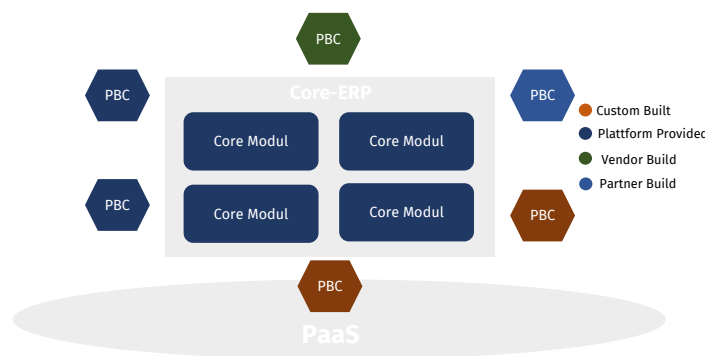 PBC
Core-ERP
PBC
PBC
Core Modul
Core Modul
Custom Built
Plattform Provided
Vendor Build
Partner Build
PBC
Core Modul
Core Modul
PBC
PBC
PaaS